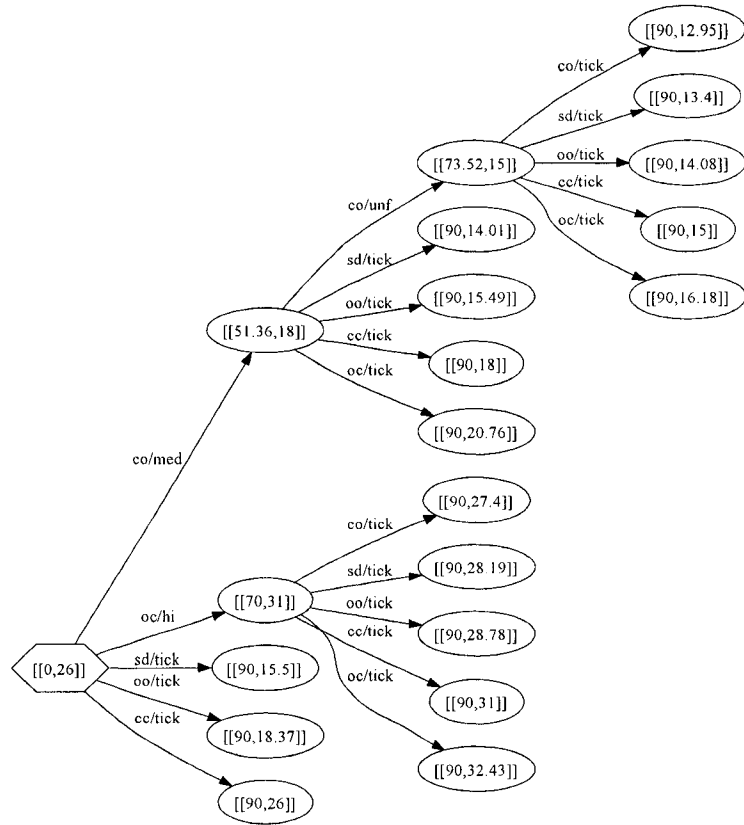 [[90,12.95]]
co/tick
[[90,13.4]]
sd/tick
[[73.52,15]]
oo/tick
[[90,14.08]]
cc/tick
co/unf
[[90,14.01]]
oc/tick
[[90,15]]
sd/tick
[[90,15.49]]
[[90,16.18]]
oo/tick
[[51.36,18]]
cc/tick
[[90,18]]
oc/tick
[[90,20.76]]
co/med
[[90,27.4]]
co/tick
[[90,28.19]]
sd/tick
[[70,31]]
oo/tick
oc/hi
cc/tick
[[90,28.78]]
[[0,26]]
sd/tick
[[90,15.5]]
oc/tick
oo/tick
[[90,31]]
cc/tick
[[90,18.37]]
[[90,32.43]]
[[90,26]]